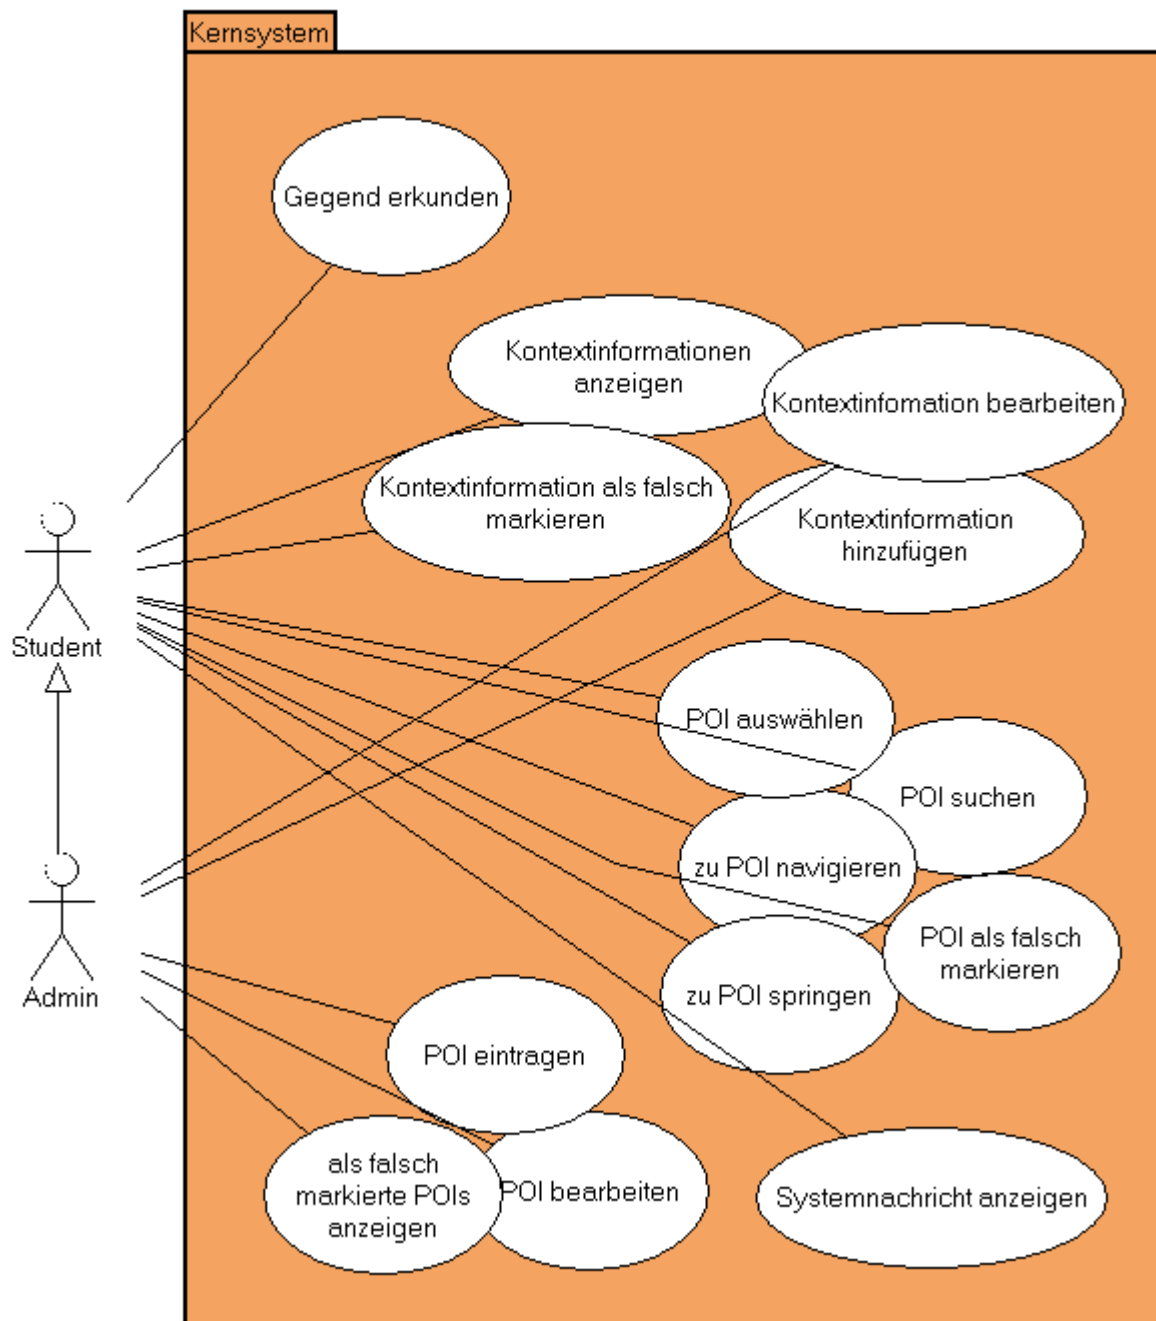 Kernsystem
Gegend erkunden
Kontextinformationen
anzeigen
Kontextinfomation bearbeiten
Kontextinformation als falsch
markieren
Kontextinformation
hinzufügen
Student
POI auswählen
POI suchen
zu POI navigieren
POI als falsch
markieren
zu POI springen
Admin
POI eintragen
als falsch
markierte POIs
anzeigen
POI bearbeiten
Systemnachricht anzeigen